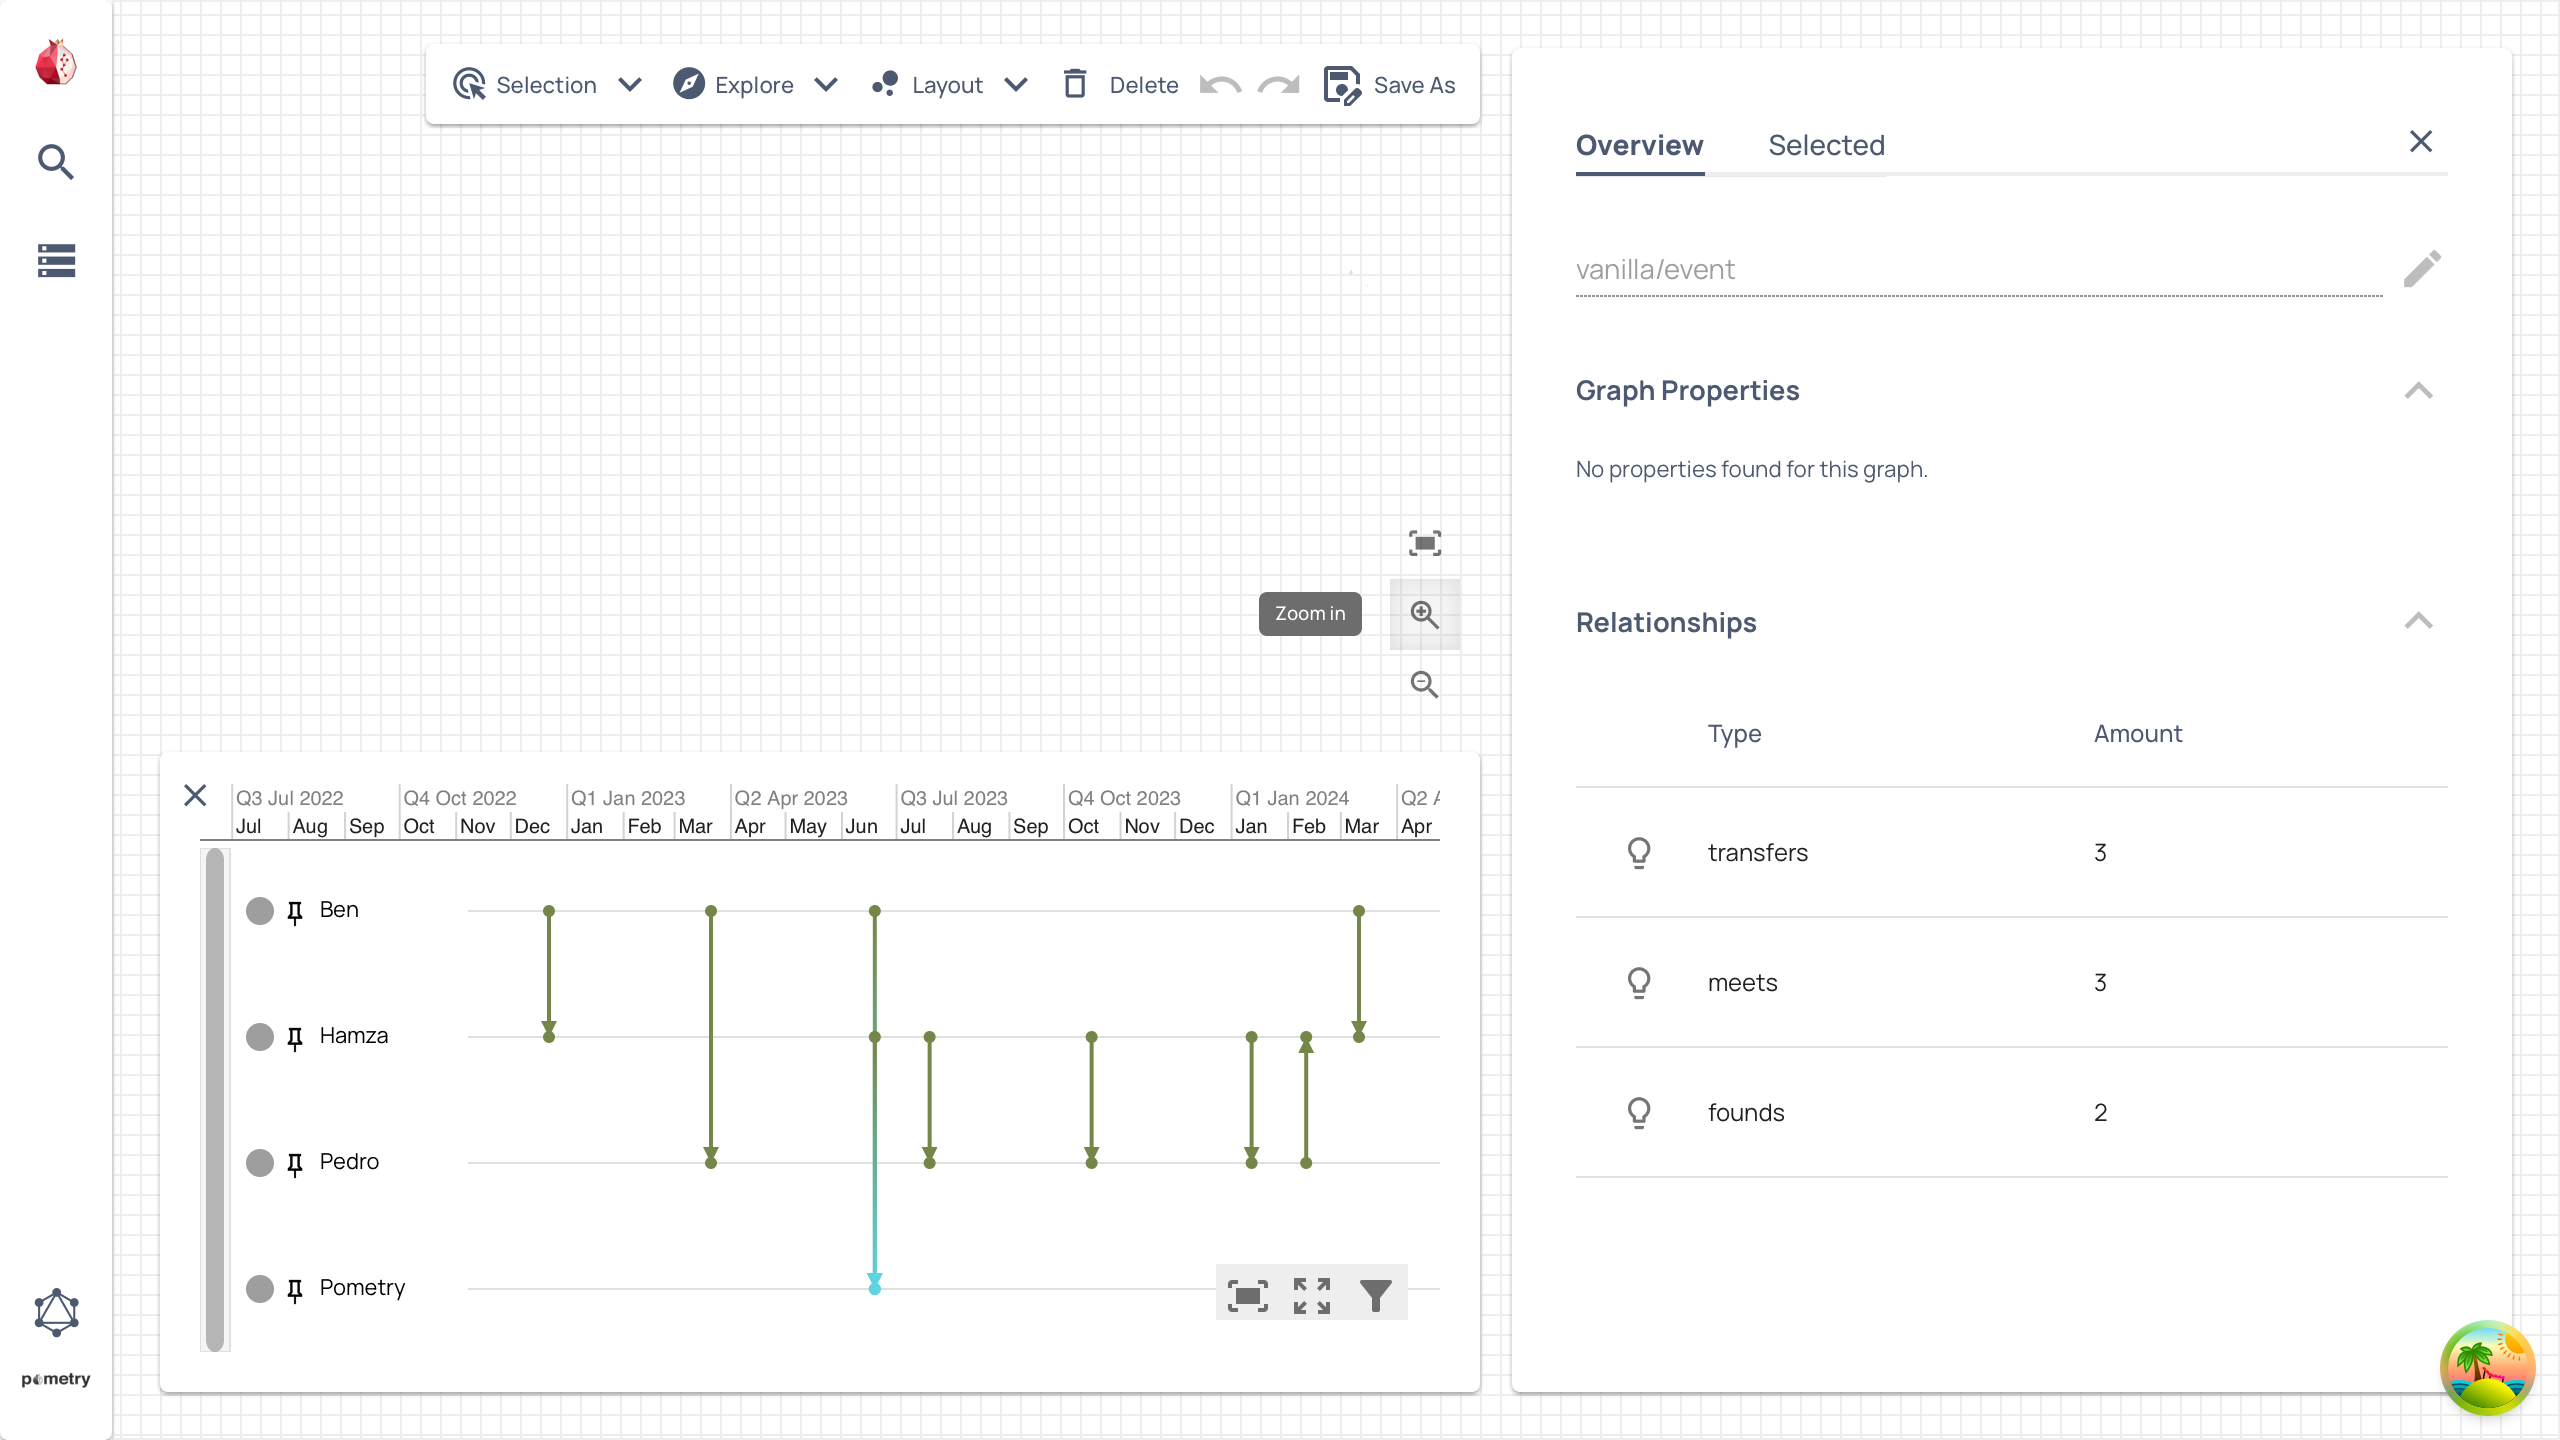 Selection Explore Layout Delete Save As
Overview Selected
vanilla/event
Graph Properties
No properties found for this graph.
Zoom in
Relationships
Type Amount
transfers 3
meets 3
founds 2
Q3 Jul 2022 Q4 Oct 2022 Q1 Jan 2023 Q2 Apr 2023 Q3 Jul 2023 Q4 Oct 2023 Q1 Jan 2024 Q2 A
Jul Aug Sep Oct Nov Dec Jan Feb Mar Apr May Jun Jul Aug Sep Oct Nov Dec Jan Feb Mar Apr
Ben
Hamza
Pedro
Pometry
pometry